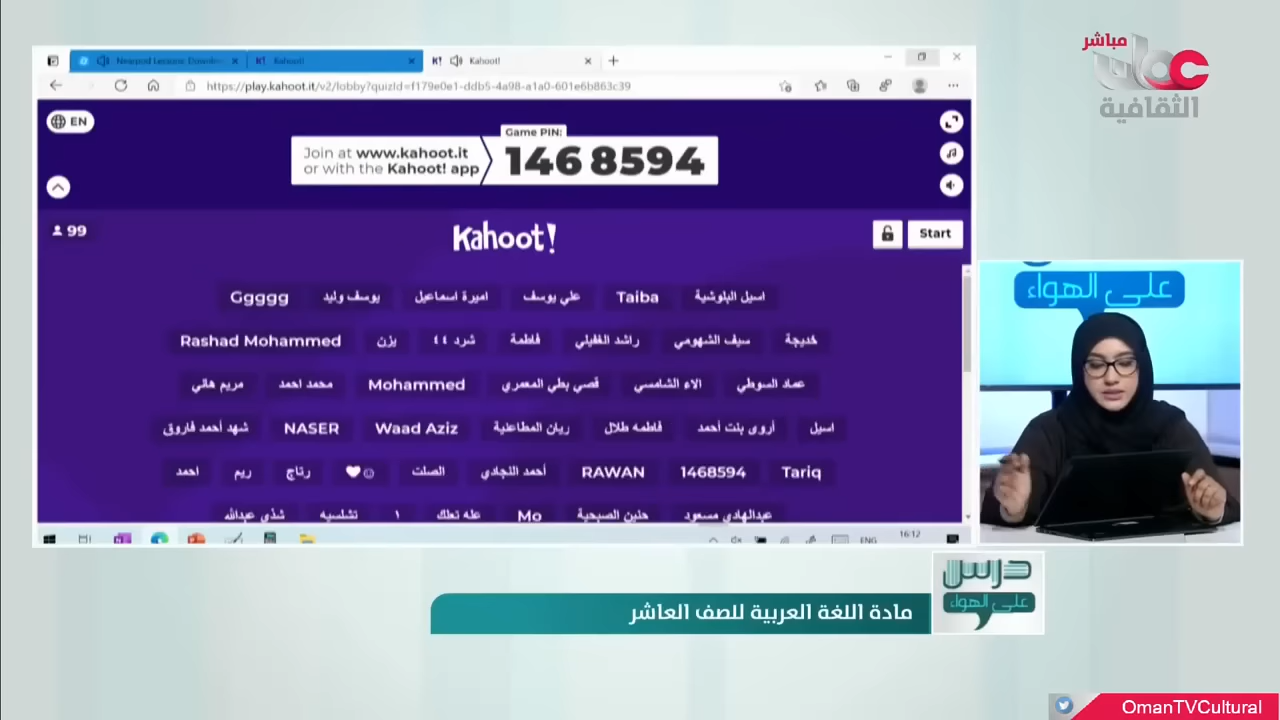 مباشر
الثقافية
Nearpod Lessons: Downlo
Kahoot!
Kahoot!
https://play.kahoot.it/v2/lobby?quizId=f179e0e1-ddb5-4a98-a1a0-601e6b863c39
EN
Join at www.kahoot.it
or with the Kahoot! app
Game PIN:
146 8594
99
Kahoot!
Start
اسيل البلوشية Taiba علي يوسف اميرة اسماعيل يوسف وليد Ggggg
خديجة سيف الشهومي راشد الغفيلي فاطمة شرد ٤٤ يزن Rashad Mohammed
عماد السوطي الاء الشامسي قصي بطي المعمري Mohammed محمد احمد مريم هاني
اسيل أروى بنت أحمد فاطمه طلال ريان المطاعنية Waad Aziz NASER شهد أحمد فاروق
Tariq 1468594 RAWAN أحمد النجادي الصلت رتاج ريم احمد
عبدالهادي مسعود حنين الصبحية Mo عله تعلك ١ شذى عبدالله
ENG
16:12
على الهواء
درس
على الهواء
مادة اللغة العربية للصف العاشر
OmanTVCultural